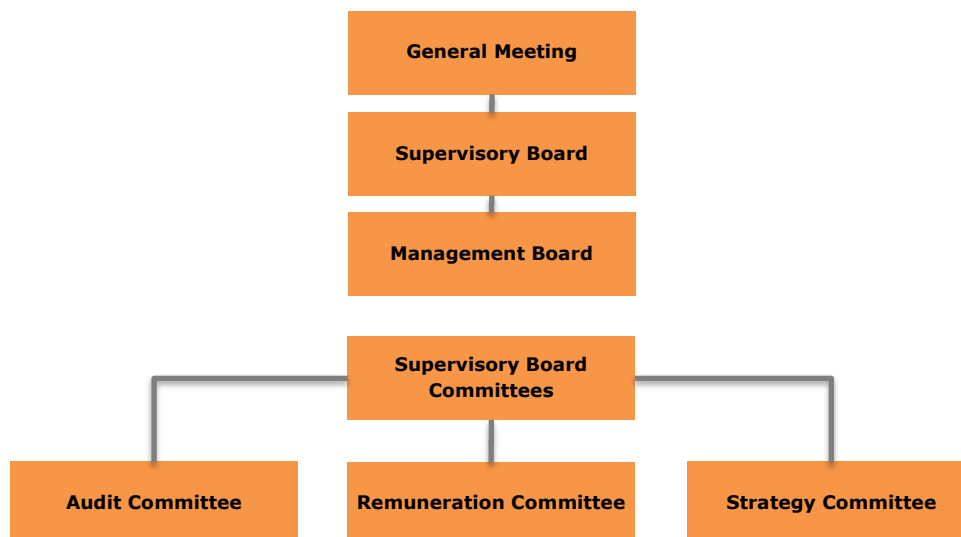 General Meeting
Supervisory Board
Management Board
Supervisory Board
Committees
Audit Committee
Remuneration Committee
Strategy Committee